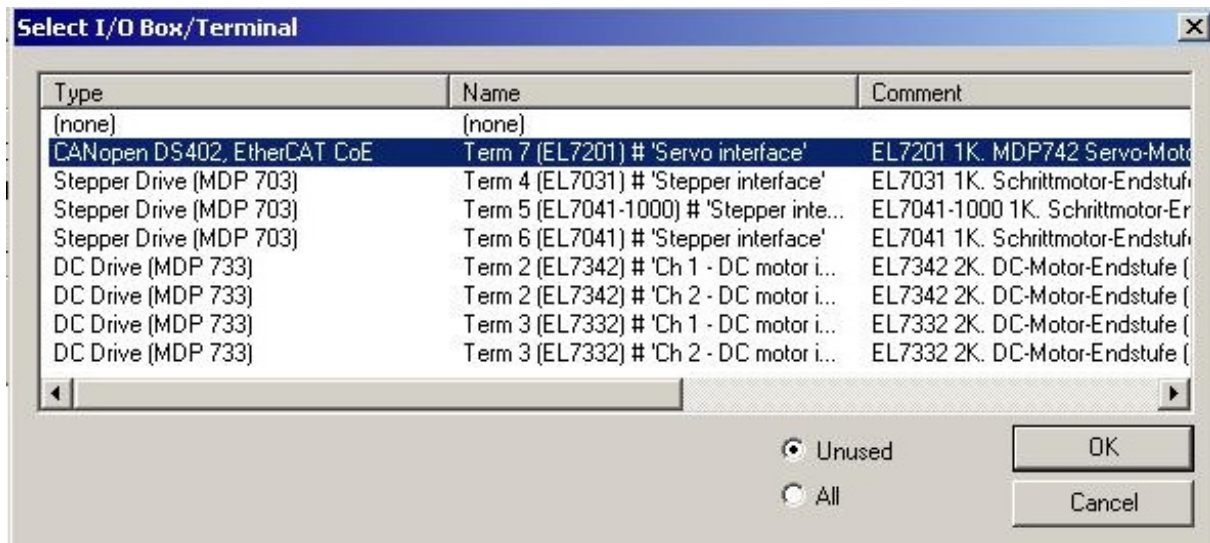 Select I/O Box/Terminal
Type Name Comment
(none) (none)
CANopen DS402, EtherCAT CoE Term 7 (EL7201) # 'Servo interface' EL7201 1K. MDP742 Servo-Moto
Stepper Drive (MDP 703) Term 4 (EL7031) # 'Stepper interface' EL7031 1K. Schrittmotor-Endstufe
Stepper Drive (MDP 703) Term 5 (EL7041-1000) # 'Stepper inte... EL7041-1000 1K. Schrittmotor-Er
Stepper Drive (MDP 703) Term 6 (EL7041) # 'Stepper interface' EL7041 1K. Schrittmotor-Endstufe
DC Drive (MDP 733) Term 2 (EL7342) # 'Ch 1 - DC motor i... EL7342 2K. DC-Motor-Endstufe (
DC Drive (MDP 733) Term 2 (EL7342) # 'Ch 2 - DC motor i... EL7342 2K. DC-Motor-Endstufe (
DC Drive (MDP 733) Term 3 (EL7332) # 'Ch 1 - DC motor i... EL7332 2K. DC-Motor-Endstufe (
DC Drive (MDP 733) Term 3 (EL7332) # 'Ch 2 - DC motor i... EL7332 2K. DC-Motor-Endstufe (
Unused OK
All Cancel